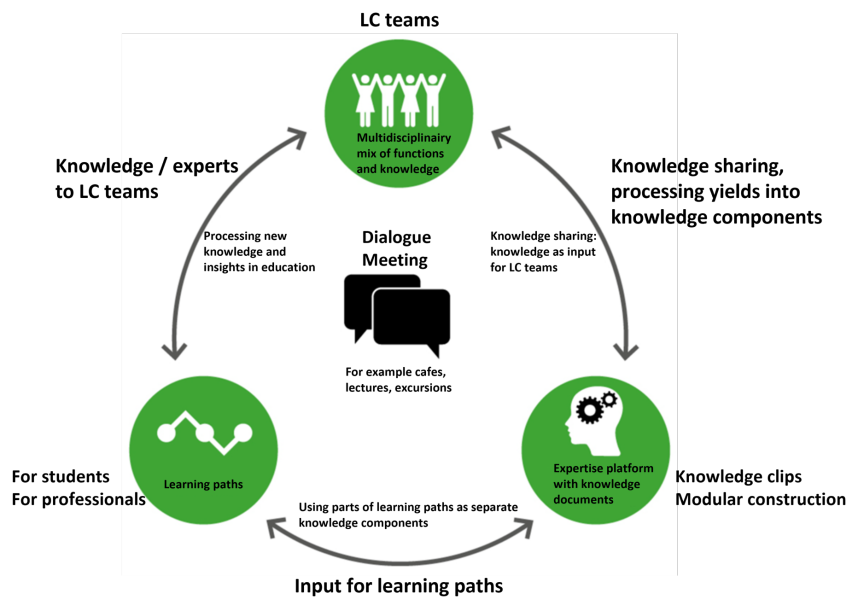 LC teams
Multidisciplinairy
mix of functions
and knowledge
Knowledge / experts
to LC teams
Knowledge sharing,
processing yields into
knowledge components
Processing new
knowledge and
insights in education
Dialogue
Meeting
Knowledge sharing:
knowledge as input
for LC teams
For example cafes,
lectures, excursions
For students
For professionals
Learning paths
Expertise platform
with knowledge
documents
Knowledge clips
Modular construction
Using parts of learning paths as separate
knowledge components
Input for learning paths